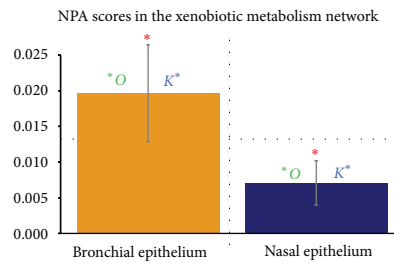 NPA scores in the xenobiotic metabolism network
0.025
0.020
0.015
0.010
0.005
0.000
*
*O K*
*
*O K*
Bronchial epithelium Nasal epithelium